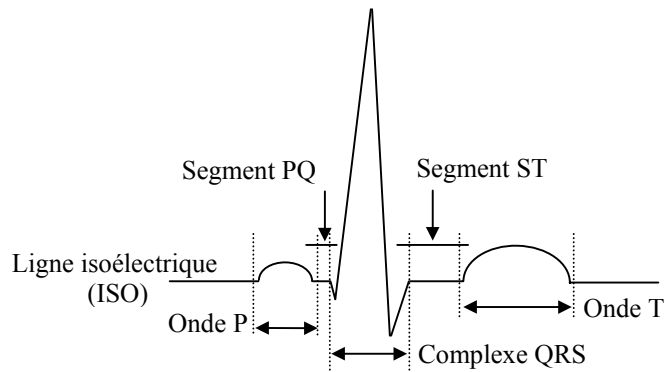 Segment PQ
Segment ST
Ligne isoélectrique
(ISO)
Onde P
Onde T
Complexe QRS